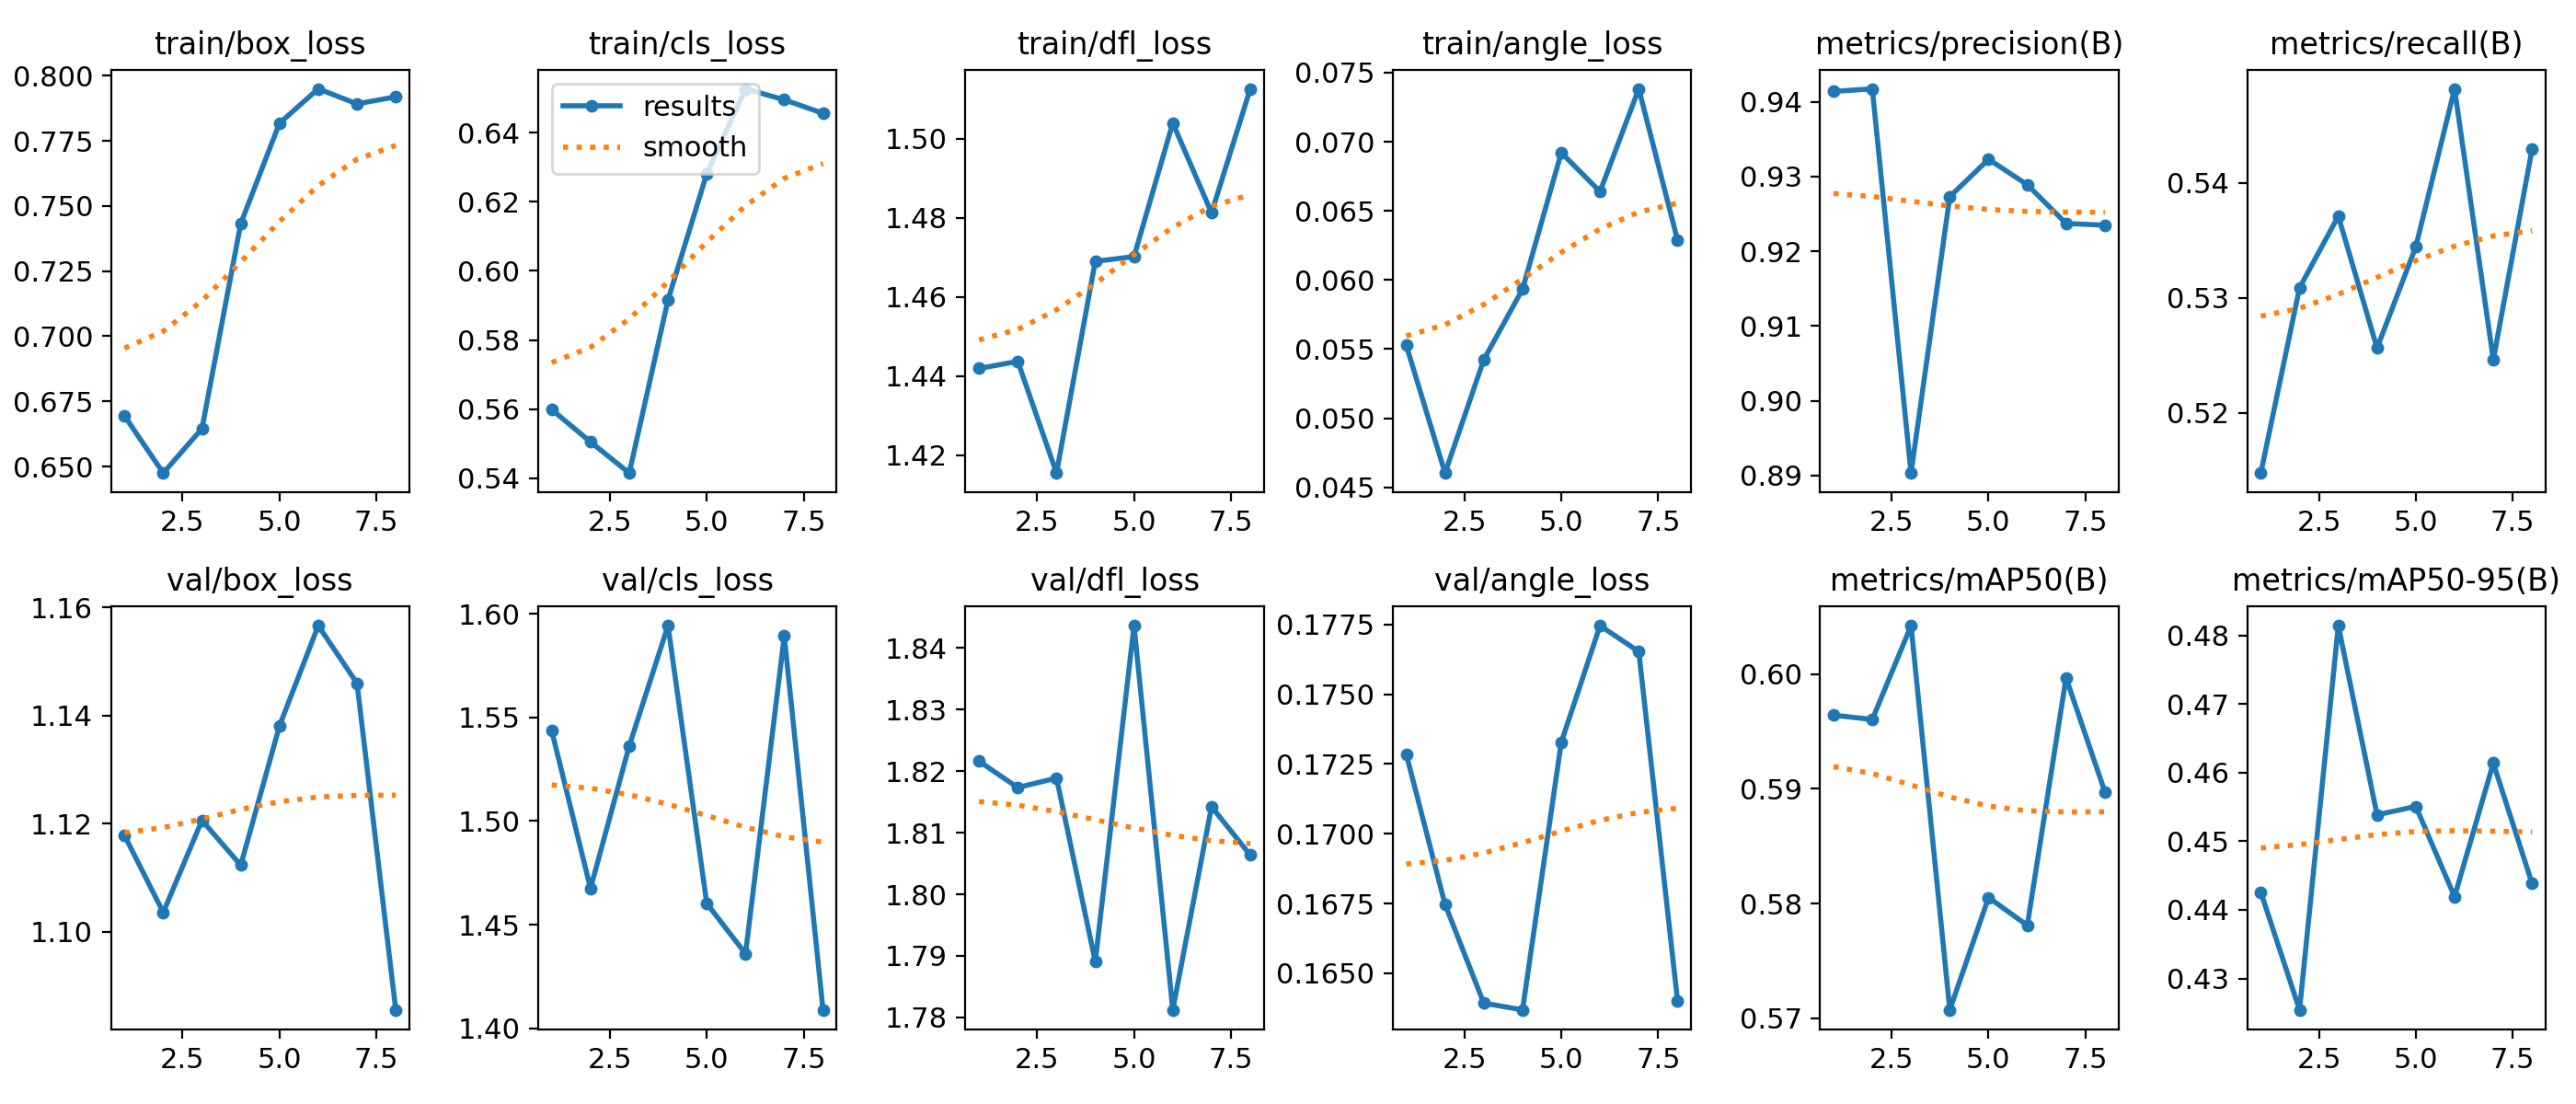 train/box_loss
0.800
0.775
0.750
0.725
0.700
0.675
0.650
2.5 5.0 7.5
train/cls_loss
results
smooth
0.64
0.62
0.60
0.58
0.56
0.54
2.5 5.0 7.5
train/dfl_loss
1.50
1.48
1.46
1.44
1.42
2.5 5.0 7.5
train/angle_loss
0.075
0.070
0.065
0.060
0.055
0.050
0.045
2.5 5.0 7.5
metrics/precision(B)
0.94
0.93
0.92
0.91
0.90
0.89
2.5 5.0 7.5
metrics/recall(B)
0.54
0.53
0.52
2.5 5.0 7.5
val/box_loss
1.16
1.14
1.12
1.10
2.5 5.0 7.5
val/cls_loss
1.60
1.55
1.50
1.45
1.40
2.5 5.0 7.5
val/dfl_loss
1.84
1.83
1.82
1.81
1.80
1.79
1.78
2.5 5.0 7.5
val/angle_loss
0.1775
0.1750
0.1725
0.1700
0.1675
0.1650
2.5 5.0 7.5
metrics/mAP50(B)
0.60
0.59
0.58
0.57
2.5 5.0 7.5
metrics/mAP50-95(B)
0.48
0.47
0.46
0.45
0.44
0.43
2.5 5.0 7.5